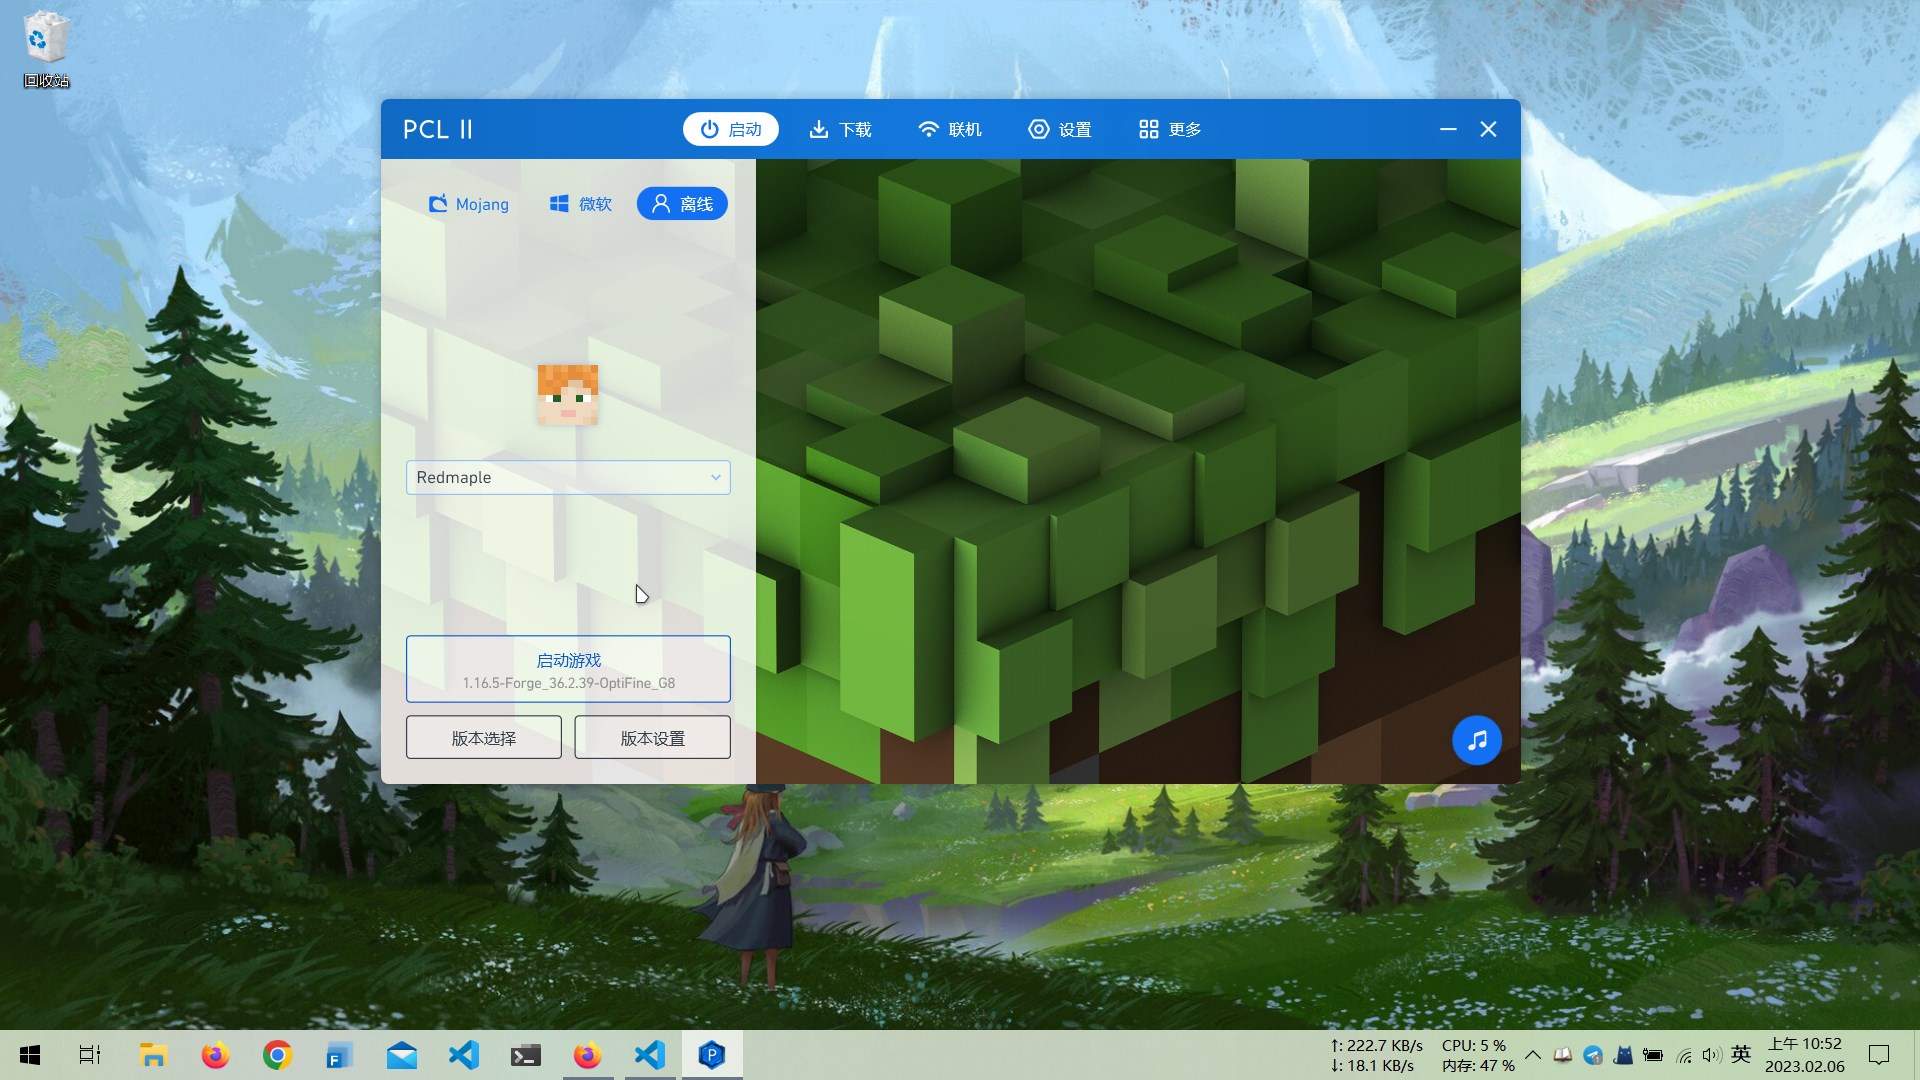 回收站
PCL II
启动
下载
联机
设置
更多
Mojang
微软
离线
Redmaple
启动游戏
1.16.5-Forge_36.2.39-OptiFine_G8
版本选择
版本设置
↑: 222.7 KB/s
↓: 18.1 KB/s
CPU: 5 %
内存: 47 %
英
上午 10:52
2023.02.06